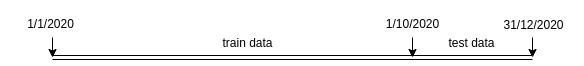 1/1/2020
1/10/2020
31/12/2020
train data
test data